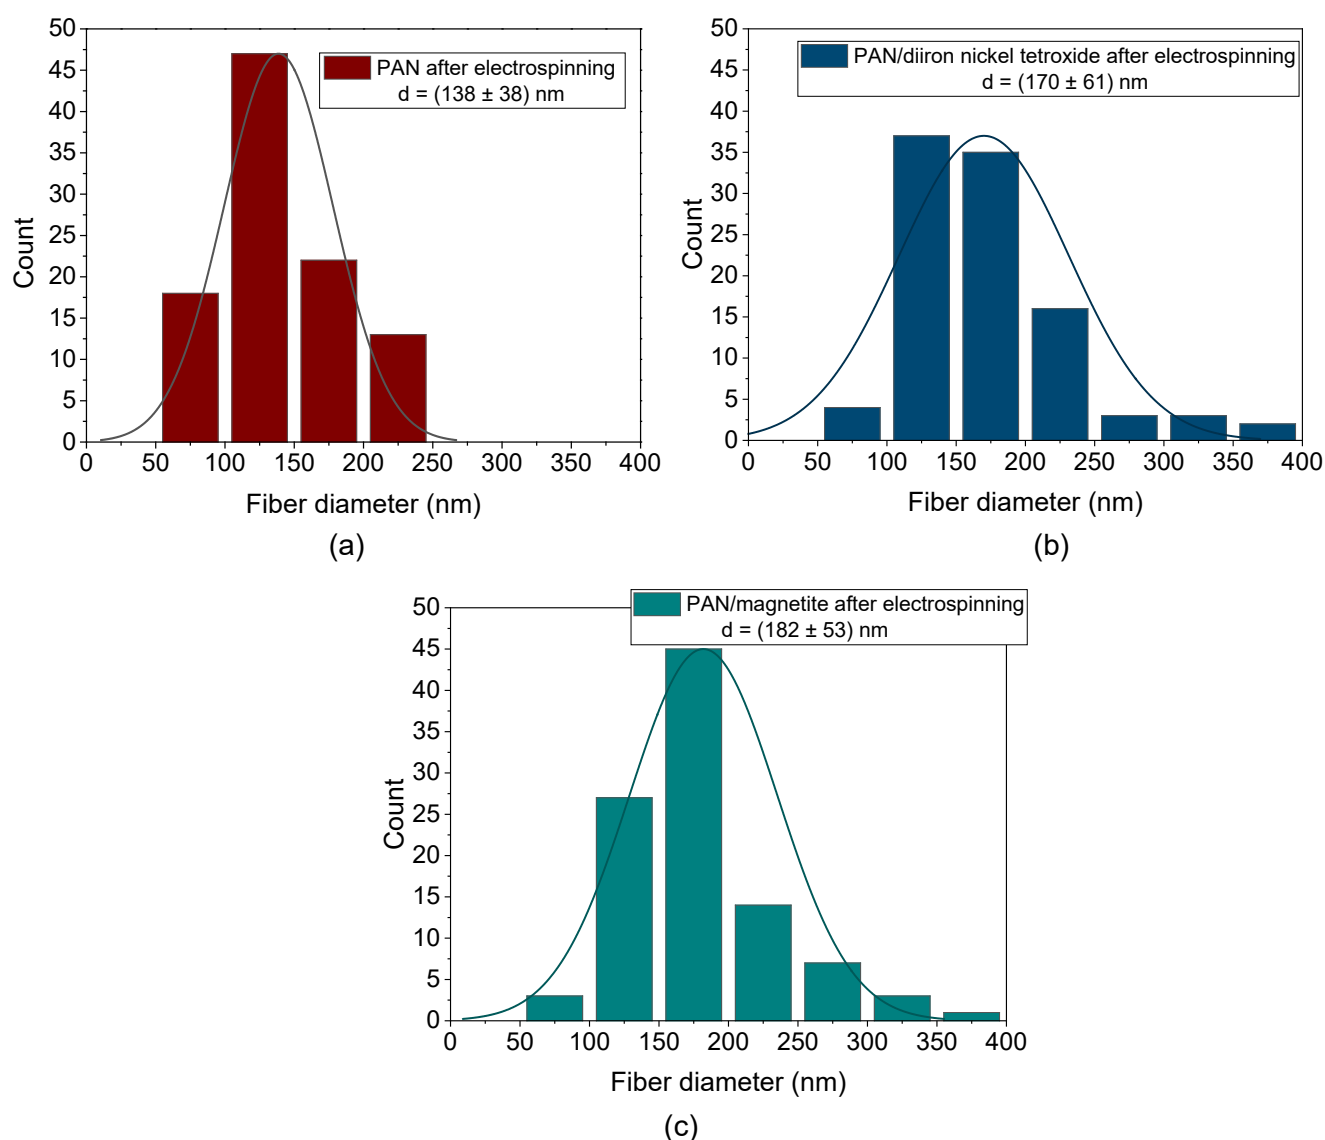 50
45
40
35
30
25
20
15
10
5
0
Count
PAN after electrospinning
d = (138 ± 38) nm
0 50 100 150 200 250 300 350 400
Fiber diameter (nm)
(a)
50
45
40
35
30
25
20
15
10
5
0
Count
PAN/diiron nickel tetroxide after electrospinning
d = (170 ± 61) nm
0 50 100 150 200 250 300 350 400
Fiber diameter (nm)
(b)
50
45
40
35
30
25
20
15
10
5
0
Count
PAN/magnetite after electrospinning
d = (182 ± 53) nm
0 50 100 150 200 250 300 350 400
Fiber diameter (nm)
(c)